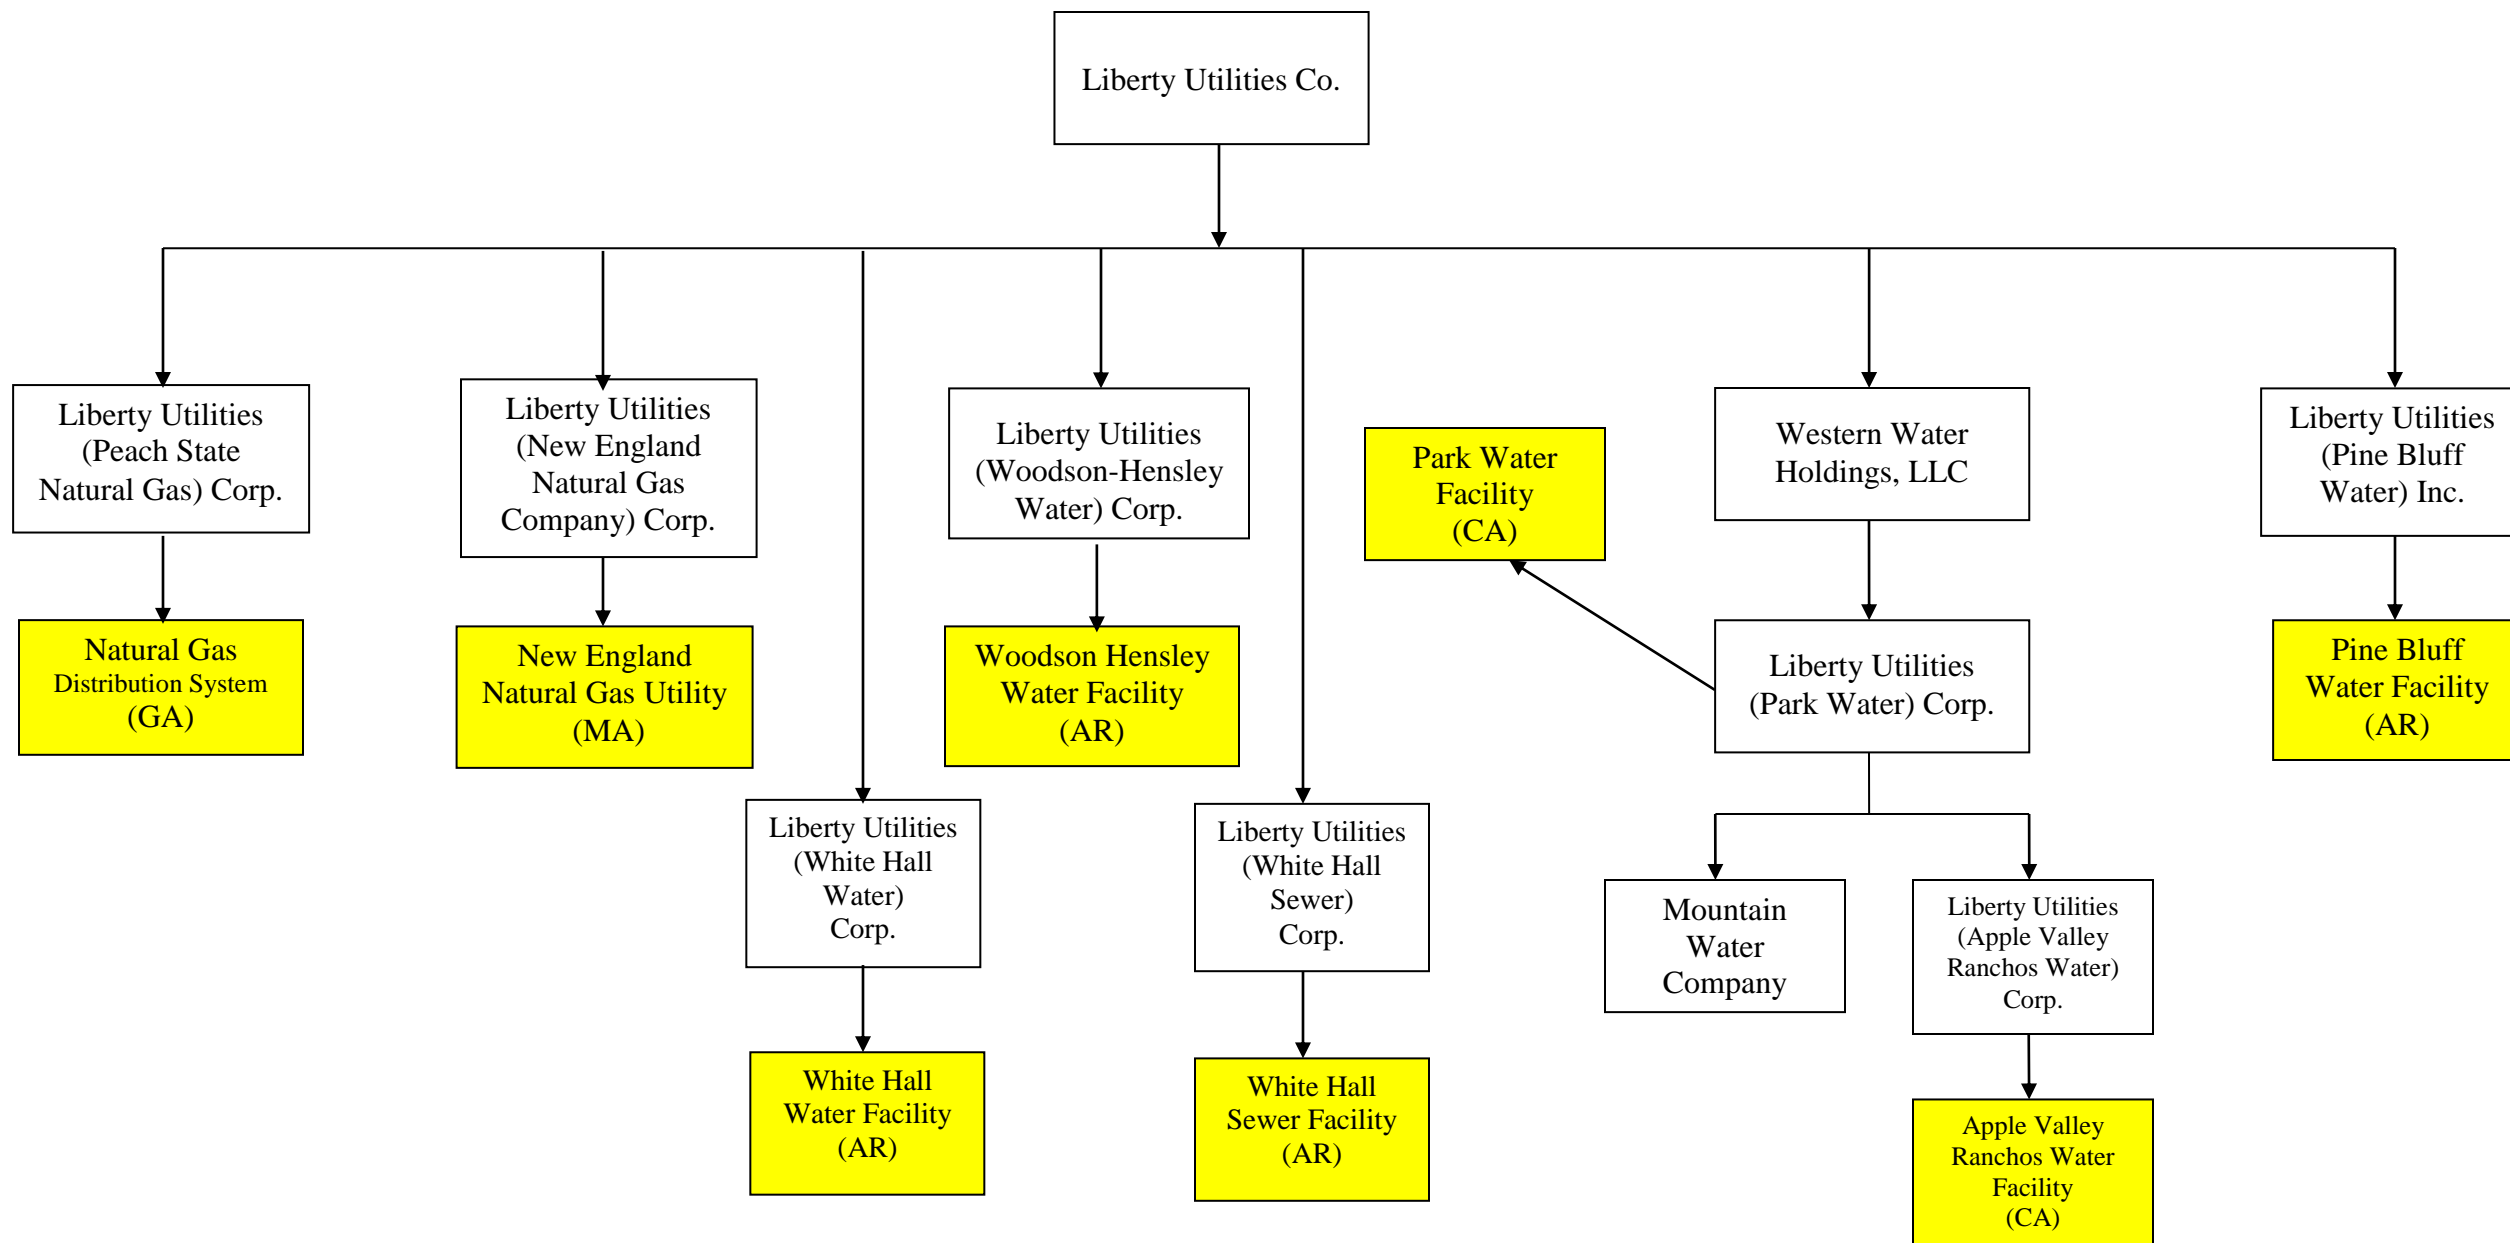 Liberty Utilities Co.
Liberty Utilities
(Peach State
Natural Gas) Corp.
Liberty Utilities
(New England
Natural Gas
Company) Corp.
Liberty Utilities
(Woodson-Hensley
Water) Corp.
Park Water
Facility
(CA)
Western Water
Holdings, LLC
Liberty Utilities
(Pine Bluff
Water) Inc.
Natural Gas
Distribution System
(GA)
New England
Natural Gas Utility
(MA)
Woodson Hensley
Water Facility
(AR)
Liberty Utilities
(Park Water) Corp.
Pine Bluff
Water Facility
(AR)
Liberty Utilities
(White Hall
Water)
Corp.
Liberty Utilities
(White Hall
Sewer)
Corp.
Mountain
Water
Company
Liberty Utilities
(Apple Valley
Ranchos Water)
Corp.
White Hall
Water Facility
(AR)
White Hall
Sewer Facility
(AR)
Apple Valley
Ranchos Water
Facility
(CA)